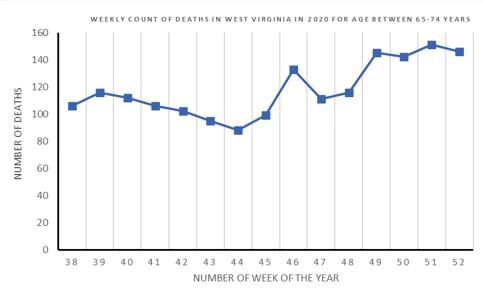 WEEKLY COUNT OF DEATHS IN WEST VIRGINIA IN 2020 FOR AGE BETWEEN 65-74 YEARS
160
140
120
100
80
60
40
20
0
NUMBER OF DEATHS
38 39 40 41 42 43 44 45 46 47 48 49 50 51 52
NUMBER OF WEEK OF THE YEAR